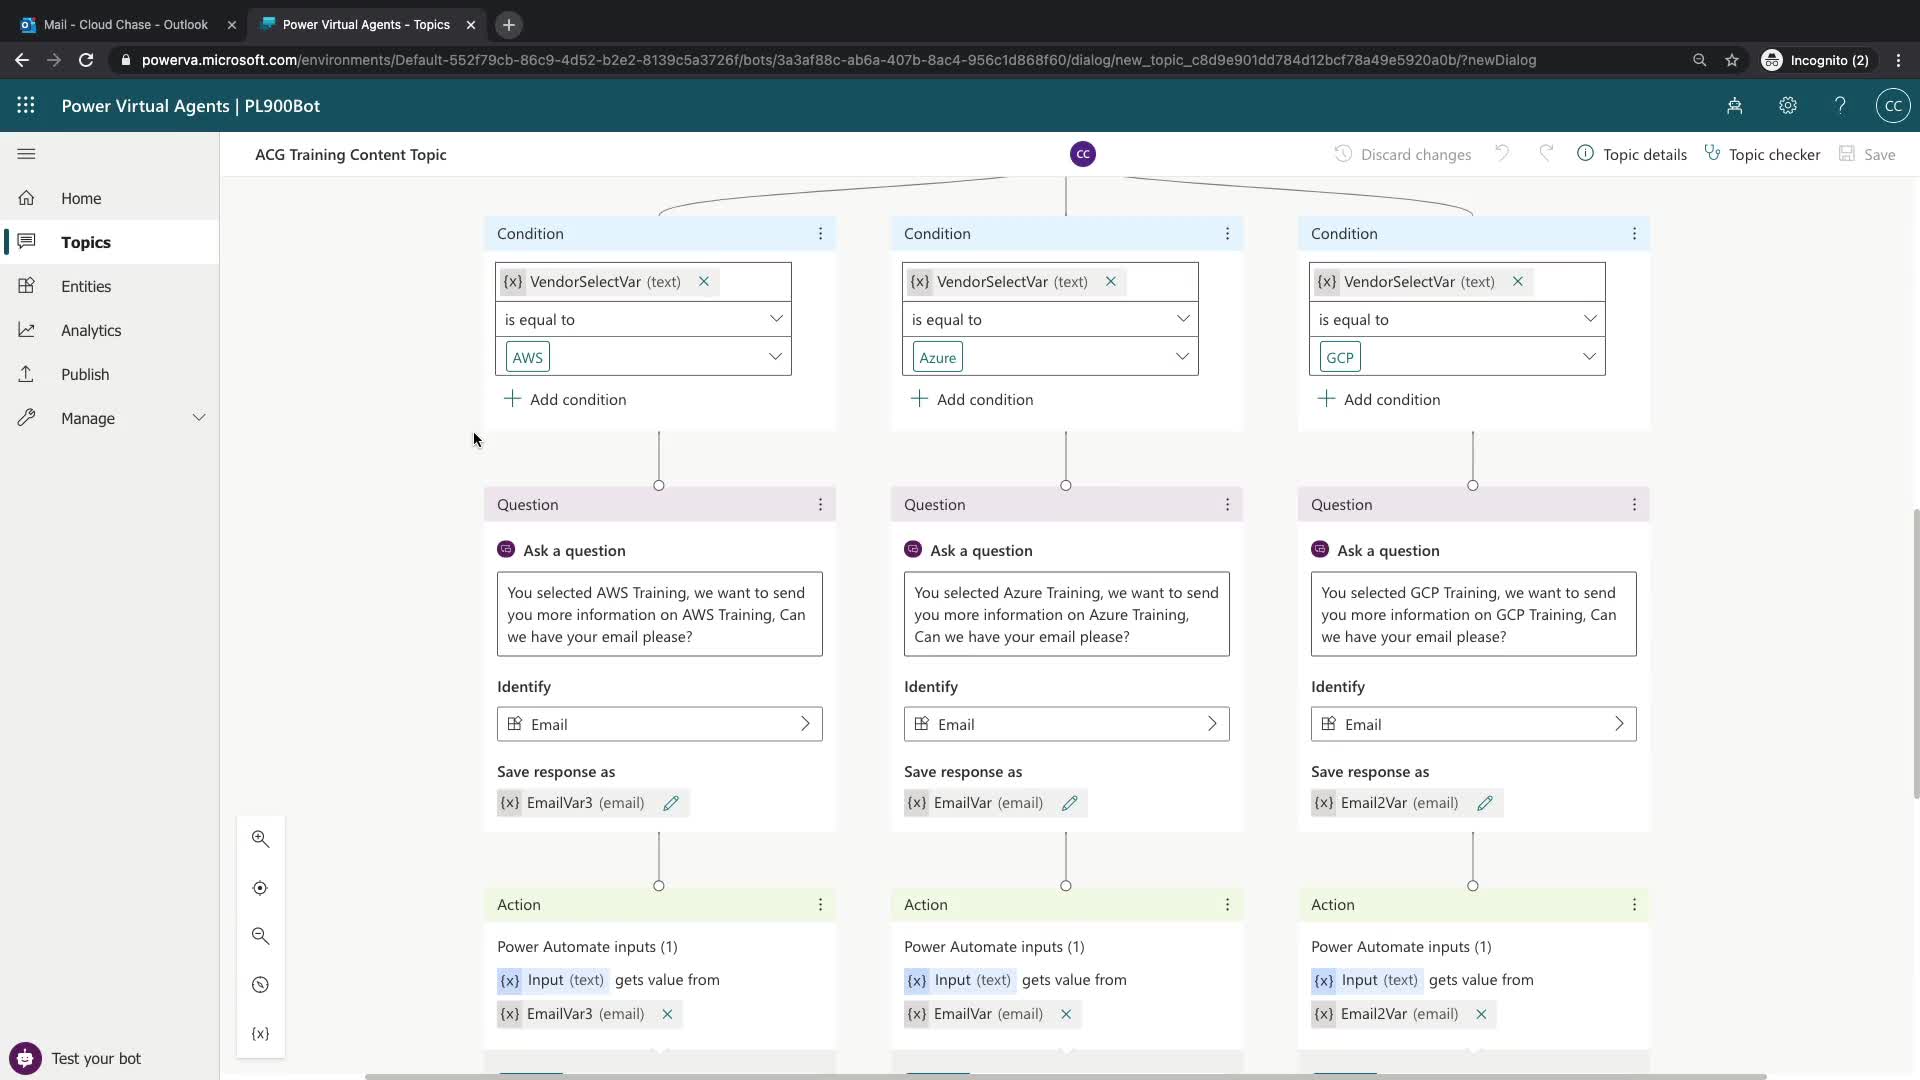 Mail - Cloud Chase - Outlook
Power Virtual Agents - Topics
powerva.microsoft.com/environments/Default-552f79cb-86c9-4d52-b2e2-8139c5a3726f/bots/3a3af88c-ab6a-407b-8ac4-956c1d868f60/dialog/new_topic_c8d9e901dd784d12bcf78a49e5920a0b/?newDialog
Incognito (2)
Power Virtual Agents | PL900Bot
CC
ACG Training Content Topic
CC
Discard changes
Topic details
Topic checker
Save
Home
Topics
Entities
Analytics
Publish
Manage
Test your bot
Condition
{x} VendorSelectVar (text)
is equal to
AWS
Add condition
Question
Ask a question
You selected AWS Training, we want to send
you more information on AWS Training, Can
we have your email please?
Identify
Email
Save response as
{x} EmailVar3 (email)
Action
Power Automate inputs (1)
{x} Input (text) gets value from
{x} EmailVar3 (email)
Condition
{x} VendorSelectVar (text)
is equal to
Azure
Add condition
Question
Ask a question
You selected Azure Training, we want to send
you more information on Azure Training,
Can we have your email please?
Identify
Email
Save response as
{x} EmailVar (email)
Action
Power Automate inputs (1)
{x} Input (text) gets value from
{x} EmailVar (email)
Condition
{x} VendorSelectVar (text)
is equal to
GCP
Add condition
Question
Ask a question
You selected GCP Training, we want to send
you more information on GCP Training, Can
we have your email please?
Identify
Email
Save response as
{x} Email2Var (email)
Action
Power Automate inputs (1)
{x} Input (text) gets value from
{x} Email2Var (email)
{x}